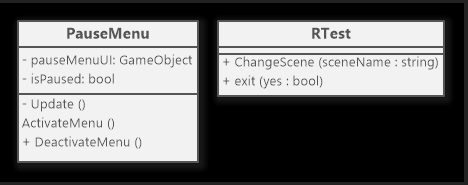 PauseMenu
- pauseMenuUI: GameObject
- isPaused: bool
- Update ()
ActivateMenu ()
+ DeactivateMenu ()
RTest
+ ChangeScene (sceneName : string)
+ exit (yes : bool)